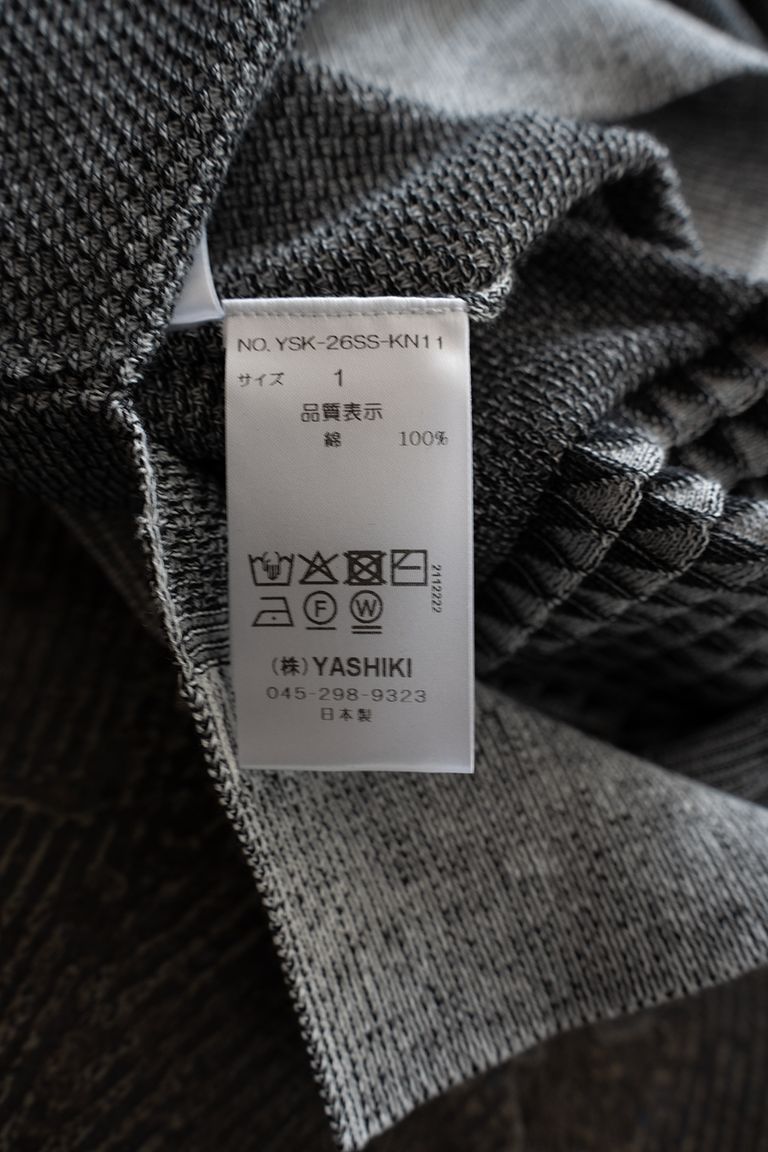 NO. YSK-26SS-KN11
サイズ 1
品質表示
綿 100%
2112222
F W
(株)YASHIKI
045-298-9323
日本製